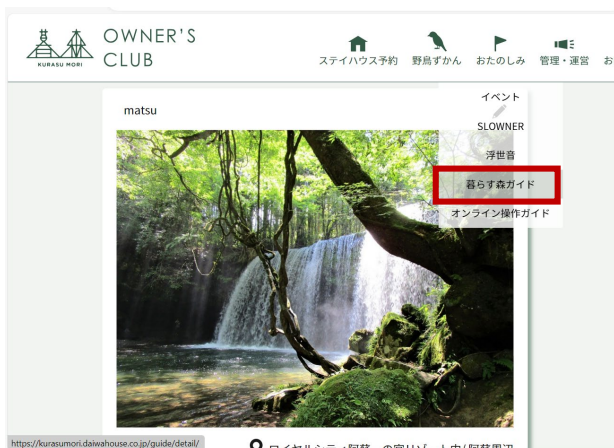 KURASU MORI
OWNER'S
CLUB
ステイハウス予約
野鳥ずかん
おたのしみ
管理・運営
お
イベント
SLOWNER
浮世音
暮らす森ガイド
オンライン操作ガイド
matsu
https://kurasumori.daiwahouse.co.jp/guide/detail/